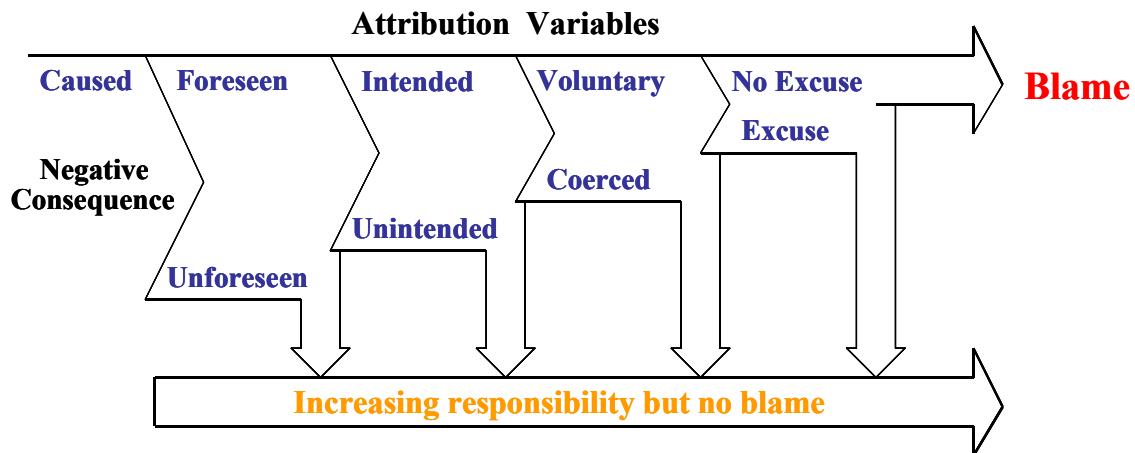 Attribution Variables
Caused Foreseen Intended Voluntary No Excuse
Blame
Excuse
Negative
Consequence
Coerced
Unintended
Unforeseen
Increasing responsibility but no blame